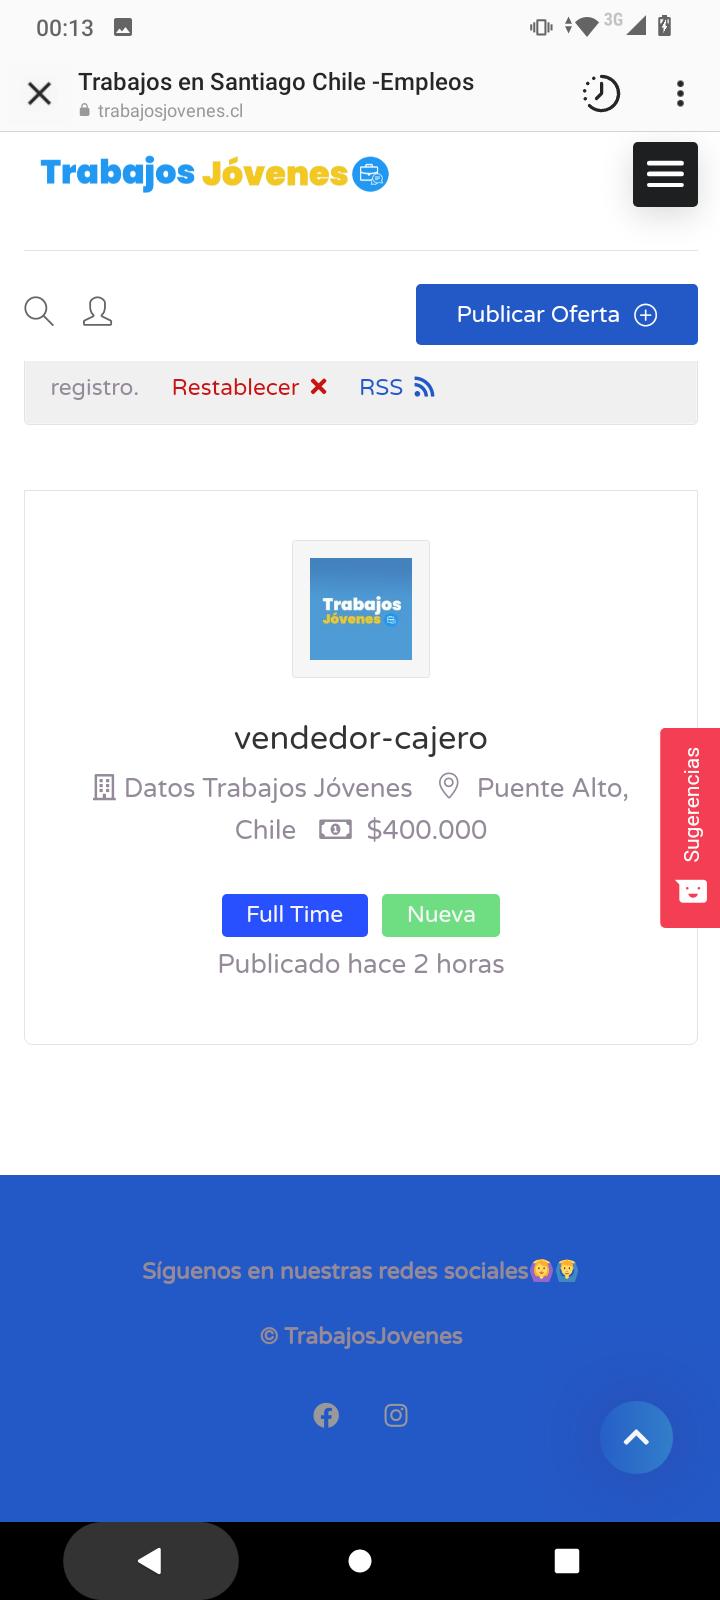 00:13
3G
Trabajos en Santiago Chile -Empleos
trabajosjovenes.cl
Trabajos Jóvenes
Publicar Oferta
registro. Restablecer RSS
Trabajos
Jóvenes
vendedor-cajero
Datos Trabajos Jóvenes Puente Alto,
Chile $400.000
Sugerencias
Full Time Nueva
Publicado hace 2 horas
Síguenos en nuestras redes sociales🙆‍♀️🙆‍♂️
© TrabajosJovenes